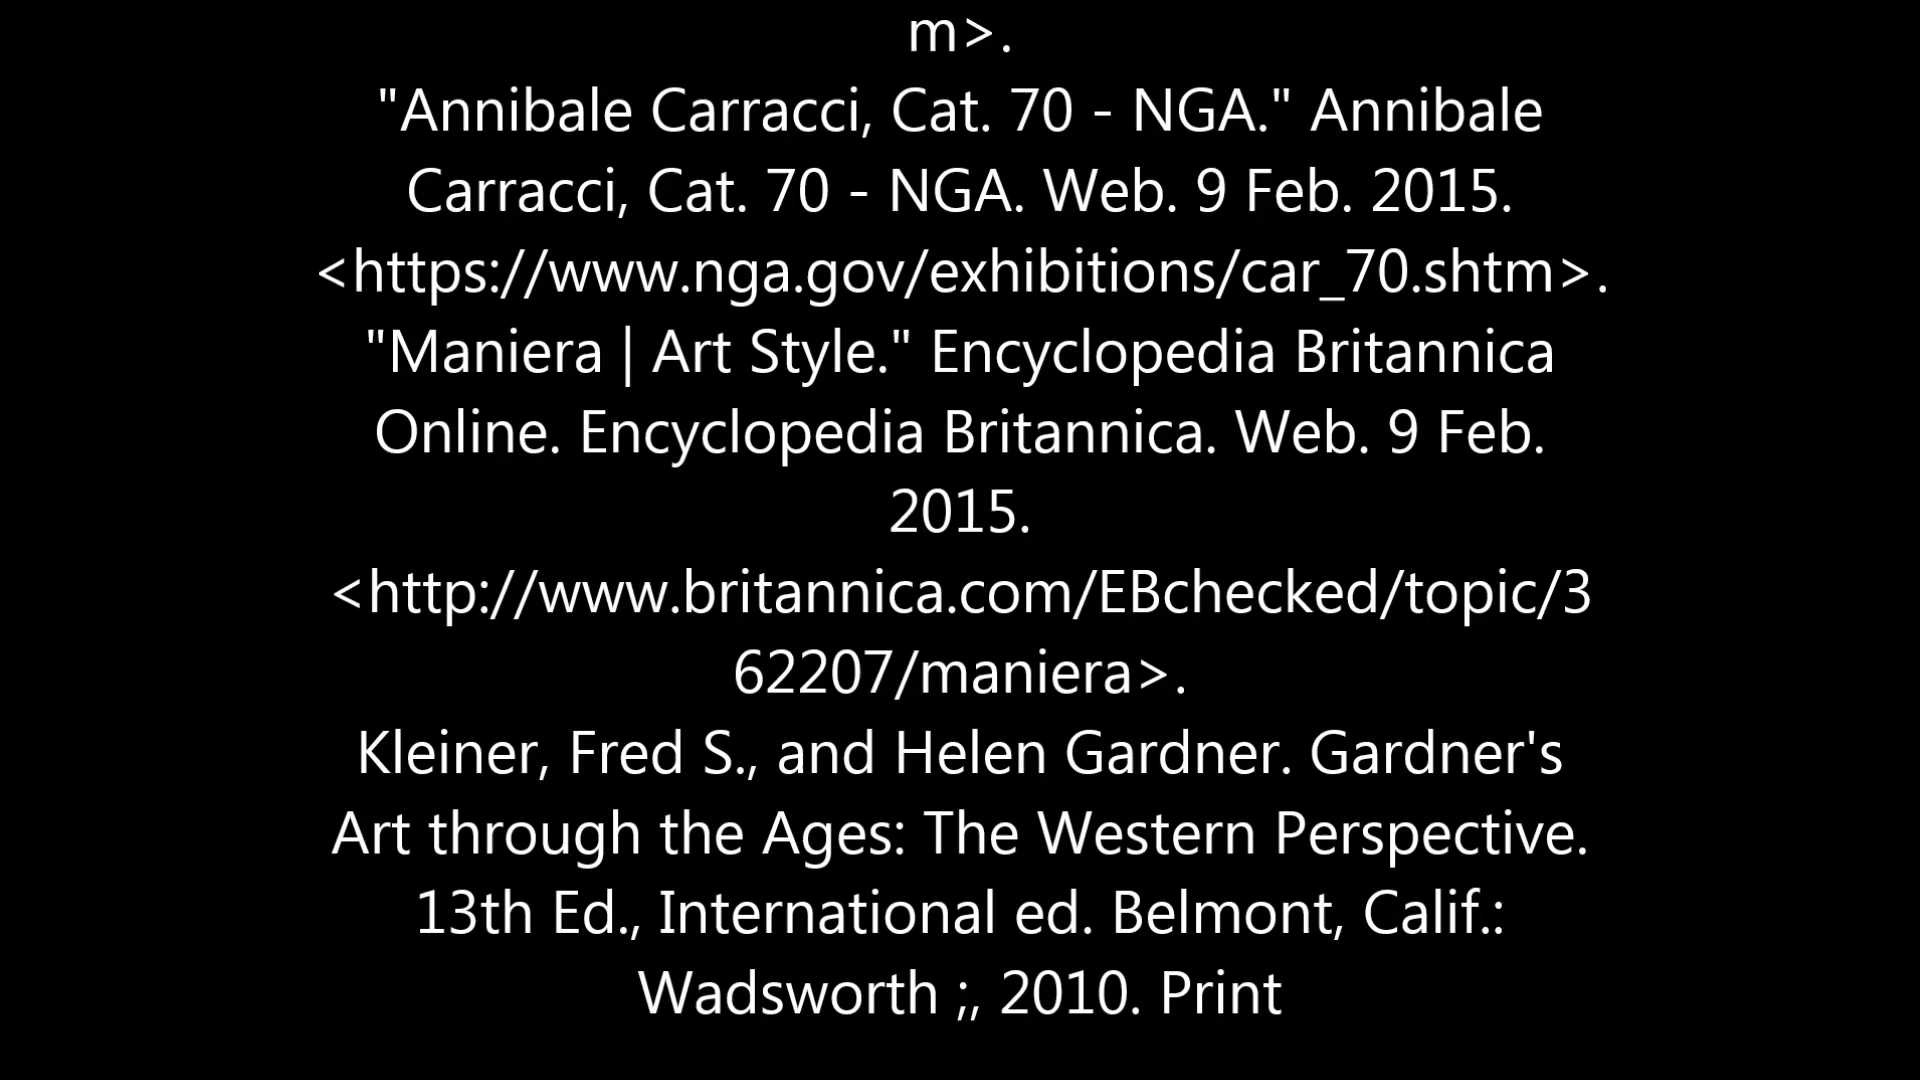 m>.
"Annibale Carracci, Cat. 70 - NGA." Annibale
Carracci, Cat. 70 - NGA. Web. 9 Feb. 2015.
<https://www.nga.gov/exhibitions/car_70.shtm>.
"Maniera | Art Style." Encyclopedia Britannica
Online. Encyclopedia Britannica. Web. 9 Feb.
2015.
<http://www.britannica.com/EBchecked/topic/3
62207/maniera>.
Kleiner, Fred S., and Helen Gardner. Gardner's
Art through the Ages: The Western Perspective.
13th Ed., International ed. Belmont, Calif.:
Wadsworth ;, 2010. Print